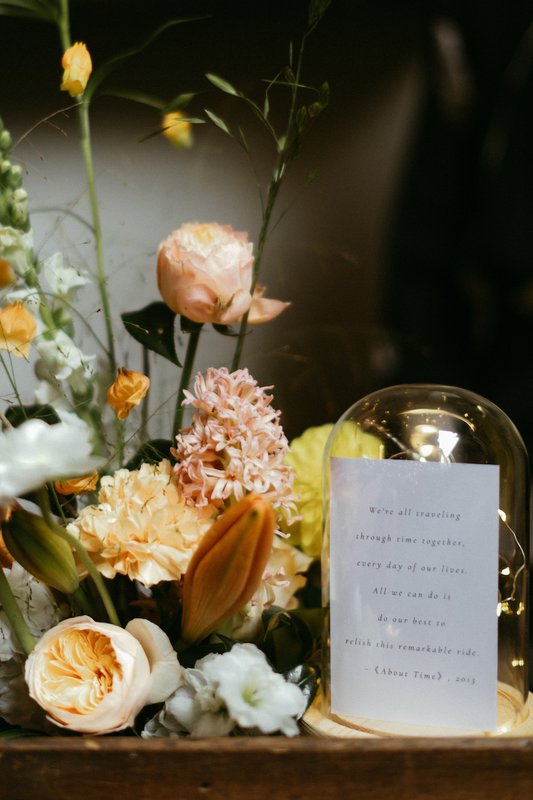 We're all traveling
through time together,
every day of our lives.
All we can do is
do our best to
relish this remarkable ride.
-《About Time》, 2013